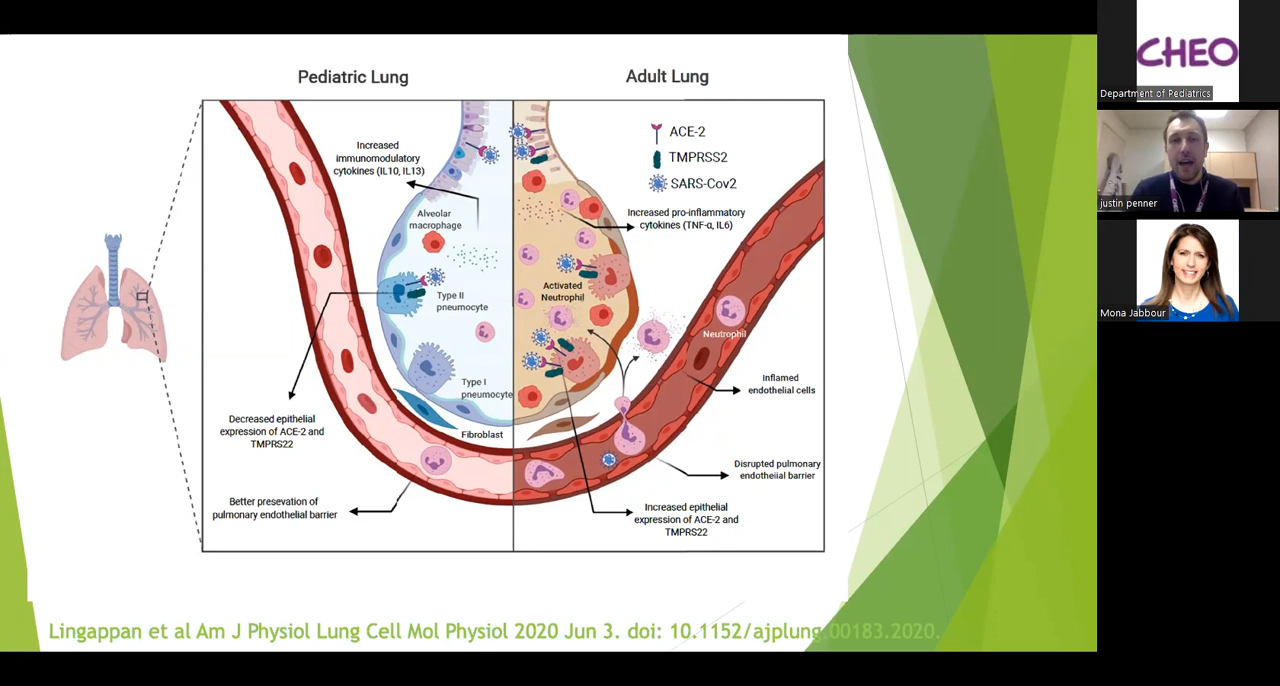 Pediatric Lung
Adult Lung
Increased
immunomodulatory
cytokines (IL10, IL13)
Alveolar
macrophage
Type II
pneumocyte
Type I
pneumocyte
Fibroblast
Decreased epithelial
expression of ACE-2 and
TMPRS22
Better presevation of
pulmonary endothelial barrier
ACE-2
TMPRSS2
SARS-Cov2
Increased pro-inflammatory
cytokines (TNF-α, IL6)
Activated
Neutrophil
Neutrophil
Inflamed
endothelial cells
Disrupted pulmonary
endotheiial barrier
Increased epithelial
expression of ACE-2 and
TMPRS22
Lingappan et al Am J Physiol Lung Cell Mol Physiol 2020 Jun 3. doi: 10.1152/ajplung.00183.2020.
CHEO
Department of Pediatrics
justin penner
Mona Jabbour